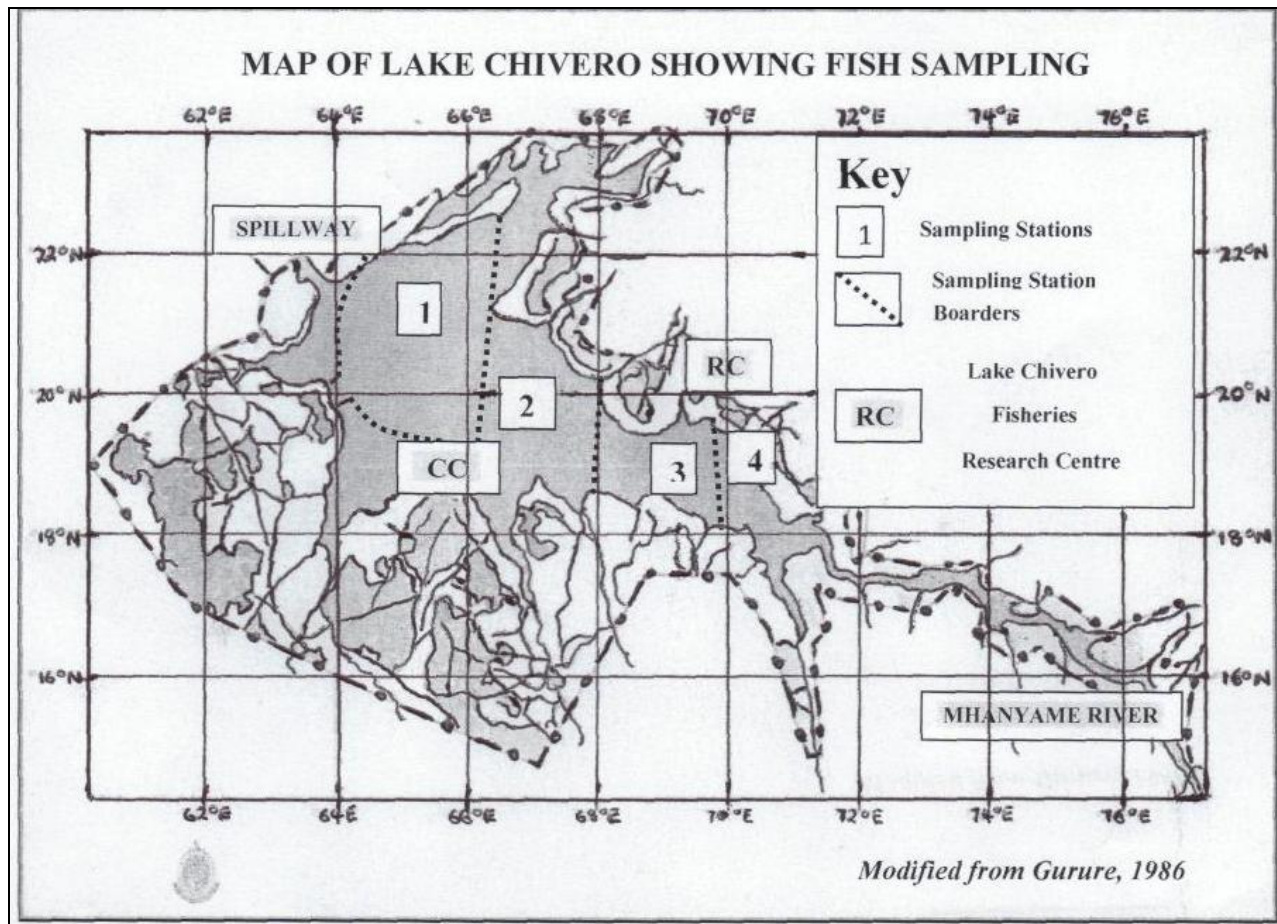 MAP OF LAKE CHIVERO SHOWING FISH SAMPLING
62°E 64°E 66°E 68°E 70°E 72°E 74°E 76°E
Key
1 Sampling Stations
Sampling Station
Boarders
Lake Chivero
RC Fisheries
Research Centre
SPILLWAY
22°N 22°N
1
RC
20°N 20°N
2
CC
3
4
18°N 18°N
16°N 16°N
MHANYAME RIVER
62°E 64°E 66°E 68°E 70°E 72°E 74°E 76°E
Modified from Gurure, 1986